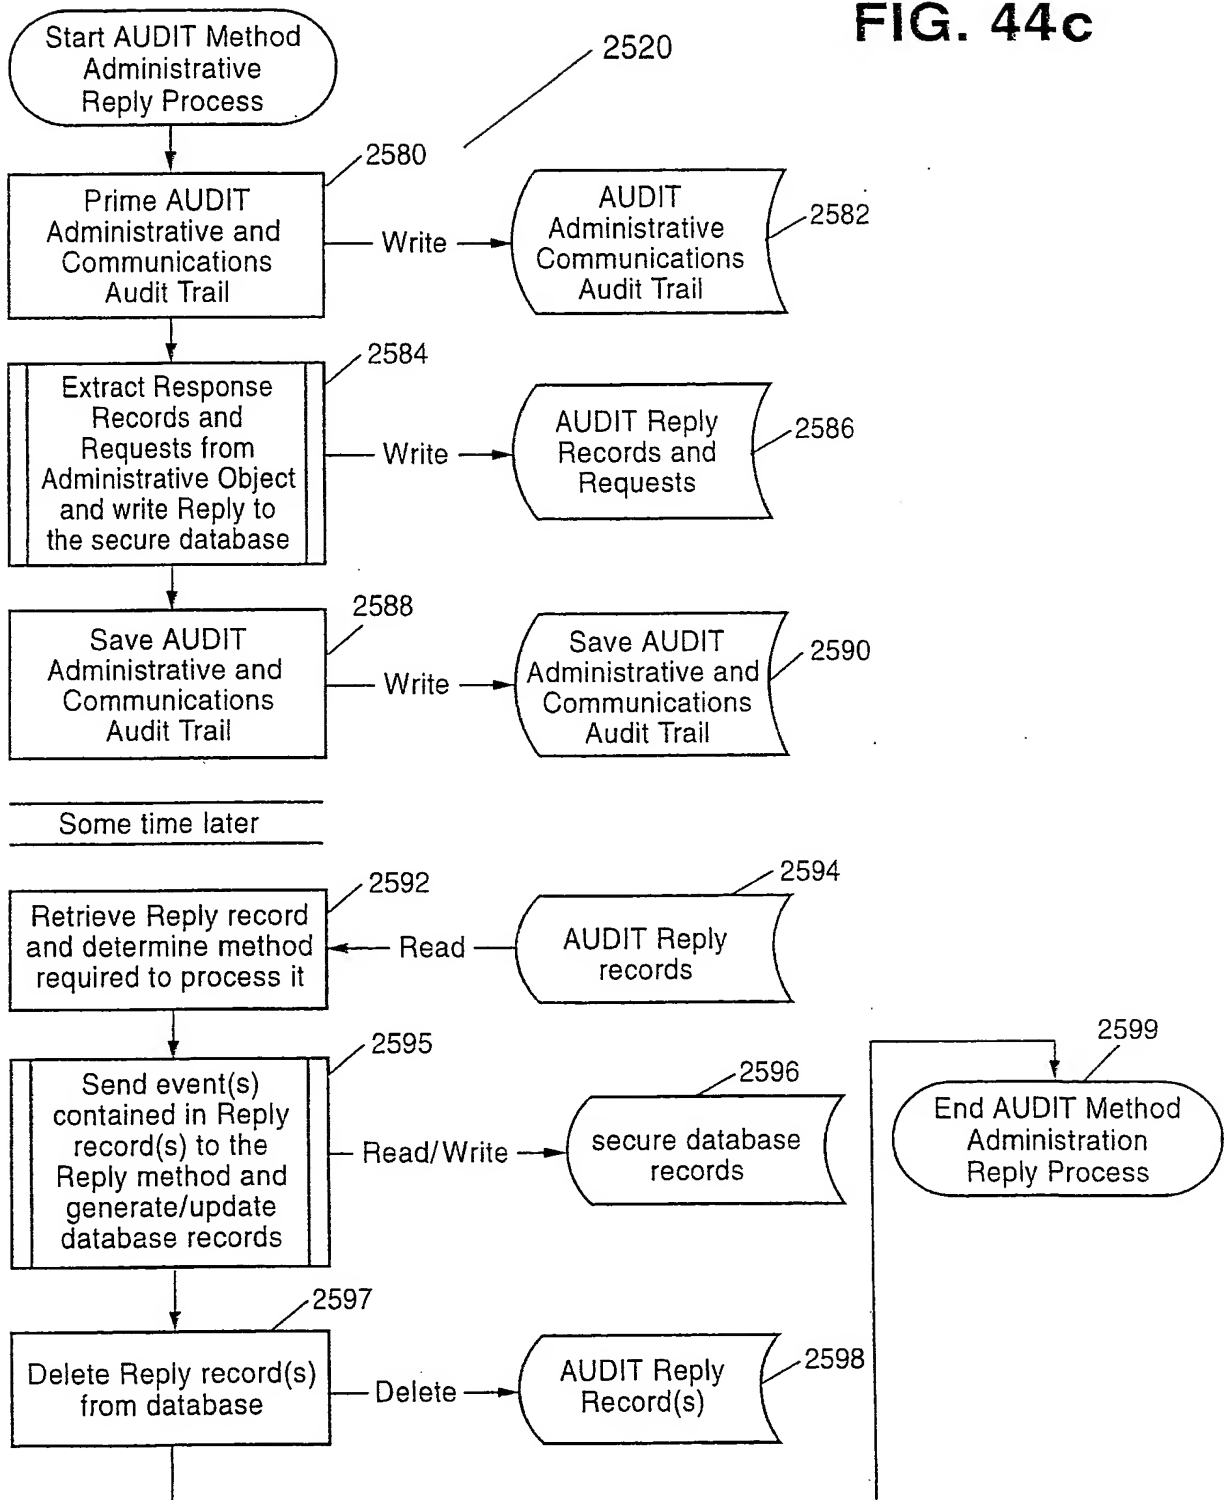 FIG. 44c
Start AUDIT Method
Administrative
Reply Process
2520
2580
Prime AUDIT
Administrative and
Communications
Audit Trail
Write
AUDIT
Administrative
Communications
Audit Trail
2582
2584
Extract Response
Records and
Requests from
Administrative Object
and write Reply to
the secure database
Write
AUDIT Reply
Records and
Requests
2586
2588
Save AUDIT
Administrative and
Communications
Audit Trail
Write
Save AUDIT
Administrative and
Communications
Audit Trail
2590
Some time later
2592
Retrieve Reply record
and determine method
required to process it
Read
2594
AUDIT Reply
records
2595
Send event(s)
contained in Reply
record(s) to the
Reply method and
generate/update
database records
Read/Write
2596
secure database
records
2597
Delete Reply record(s)
from database
Delete
AUDIT Reply
Record(s)
2598
2599
End AUDIT Method
Administration
Reply Process